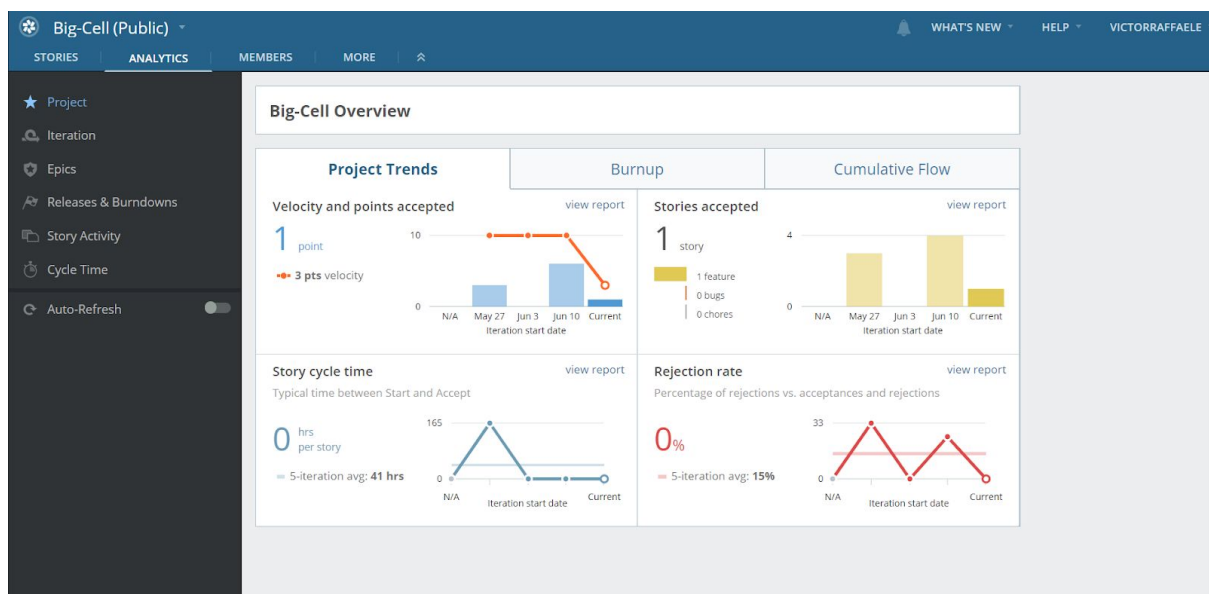 Big-Cell (Public)
WHAT'S NEW
HELP
VICTORRAFFAELE
STORIES
ANALYTICS
MEMBERS
MORE
Project
Iteration
Epics
Releases & Burndowns
Story Activity
Cycle Time
Auto-Refresh
Big-Cell Overview
Project Trends
Burnup
Cumulative Flow
Velocity and points accepted
view report
1 point
3 pts velocity
10
0
N/A May 27 Jun 3 Jun 10 Current
Iteration start date
Stories accepted
view report
1 story
1 feature
0 bugs
0 chores
4
0
N/A May 27 Jun 3 Jun 10 Current
Iteration start date
Story cycle time
view report
Typical time between Start and Accept
0 hrs
per story
5-iteration avg: 41 hrs
165
0
N/A Current
Iteration start date
Rejection rate
view report
Percentage of rejections vs. acceptances and rejections
0%
5-iteration avg: 15%
33
0
N/A Current
Iteration start date